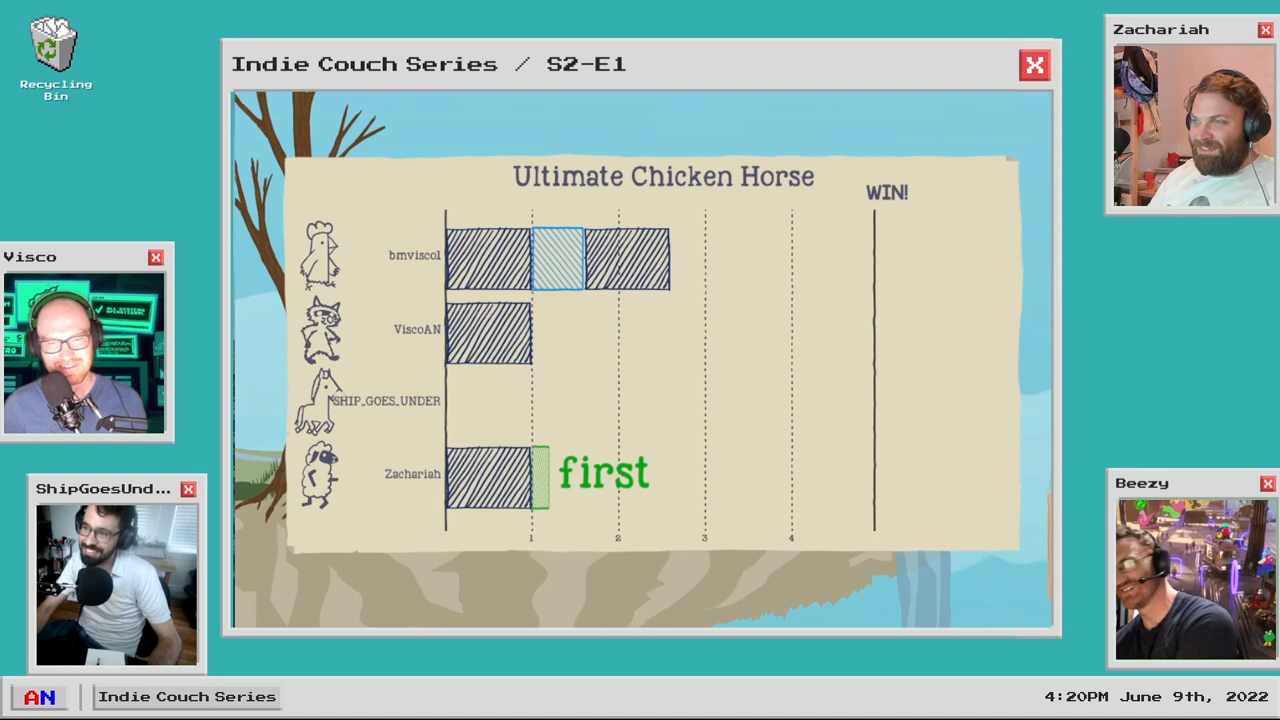 Recycling
Bin
Indie Couch Series / S2-E1
Zachariah
Ultimate Chicken Horse
WIN!
bmviscol
ViscoAN
SHIP_GOES_UNDER
Zachariah
first
1
2
3
4
Visco
ShipGoesUnd...
Beezy
AN
Indie Couch Series
4:20PM June 9th, 2022